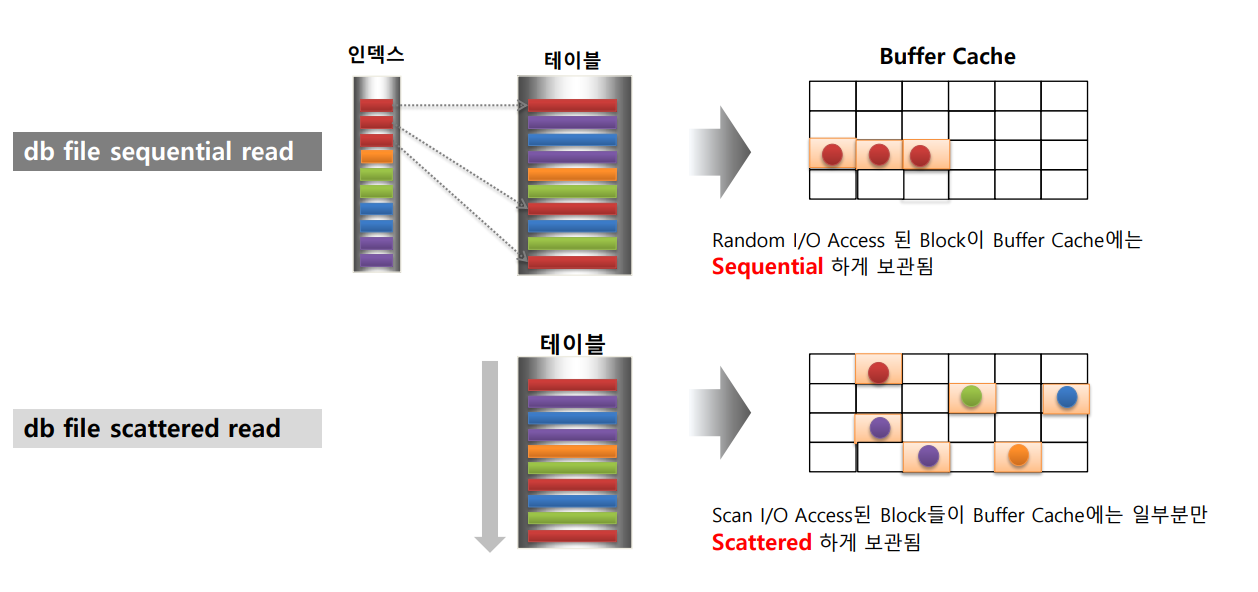 인덱스
테이블
Buffer Cache
db file sequential read
Random I/O Access 된 Block이 Buffer Cache에는
Sequential 하게 보관됨
테이블
db file scattered read
Scan I/O Access된 Block들이 Buffer Cache에는 일부분만
Scattered 하게 보관됨